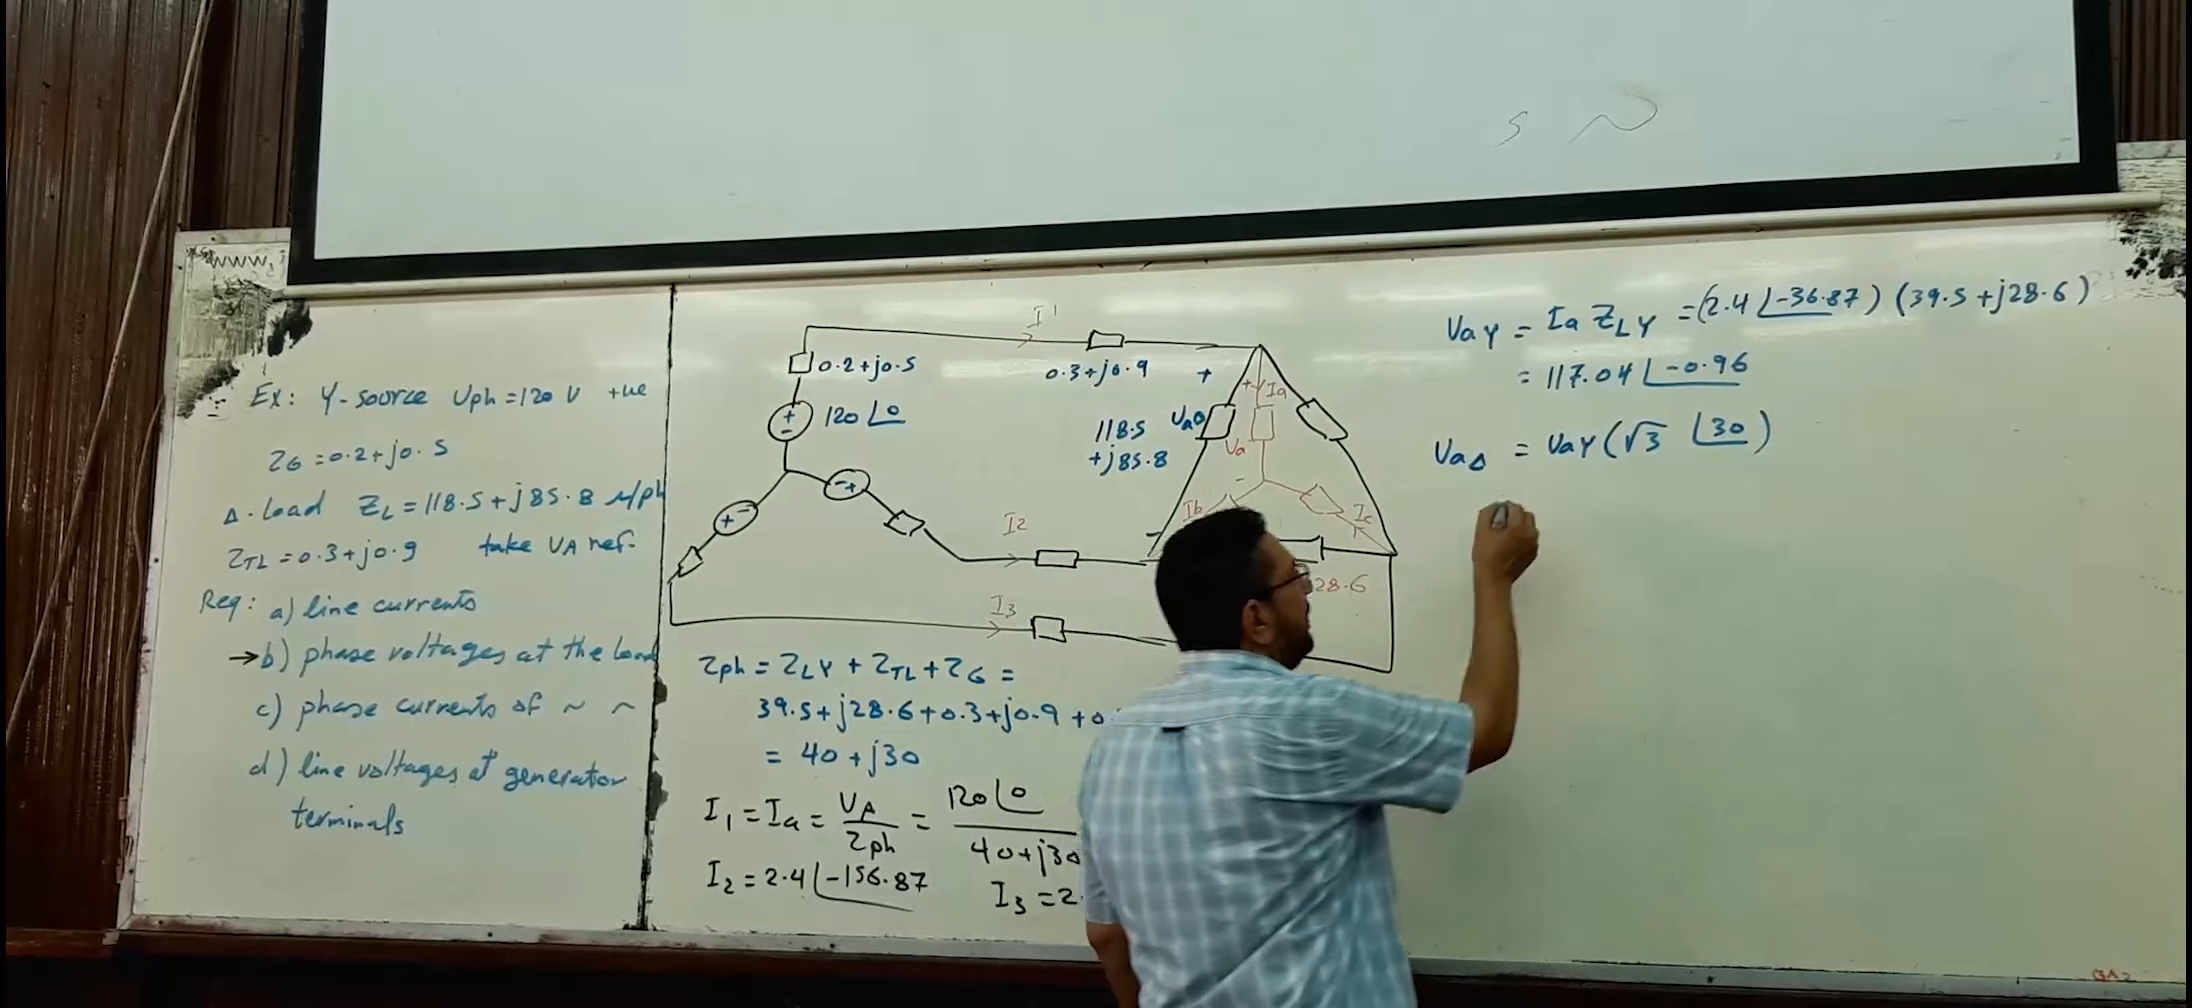 www.
s ~
Ex: Y-source Uph=120 V +ve
ZG=0.2+j0.5
Δ-Load ZL=118.5+j85.8 Ω/ph
ZTL=0.3+j0.9 take VA ref.
Req: a) line currents
→b) phase voltages at the load
c) phase currents of ~ ~
d) line voltages at generator
terminals
I1
0.2+j0.5
0.3+j0.9
120∠0
+
-
118.5
+j85.8
UaΔ
+
Ia
Va
-
Ib
Ic
I2
I3
28.6
Zph = ZLY + ZTL + ZG =
39.5+j28.6+0.3+j0.9+0.
= 40+j30
I1 = Ia = VA/Zph = 120∠0/40+j30
I2 = 2.4∠-156.87
I3 = 2.
VaY = Ia ZLY = (2.4∠-36.87) (39.5+j28.6)
= 117.04∠-0.96
VaΔ = VaY(√3 ∠30)